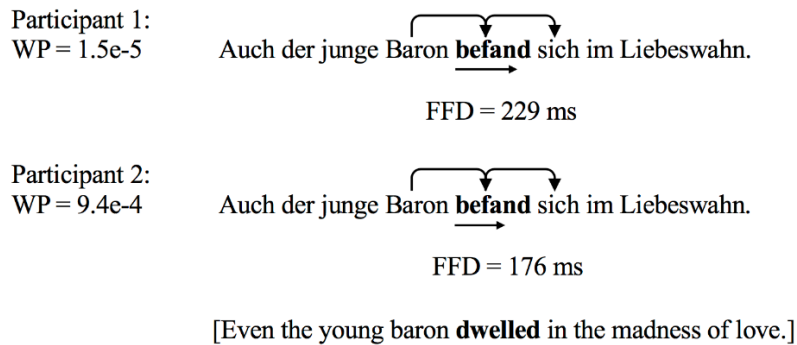 Participant 1:
WP = 1.5e-5 Auch der junge Baron befand sich im Liebeswahn.
FFD = 229 ms
Participant 2:
WP = 9.4e-4 Auch der junge Baron befand sich im Liebeswahn.
FFD = 176 ms
[Even the young baron dwelled in the madness of love.]